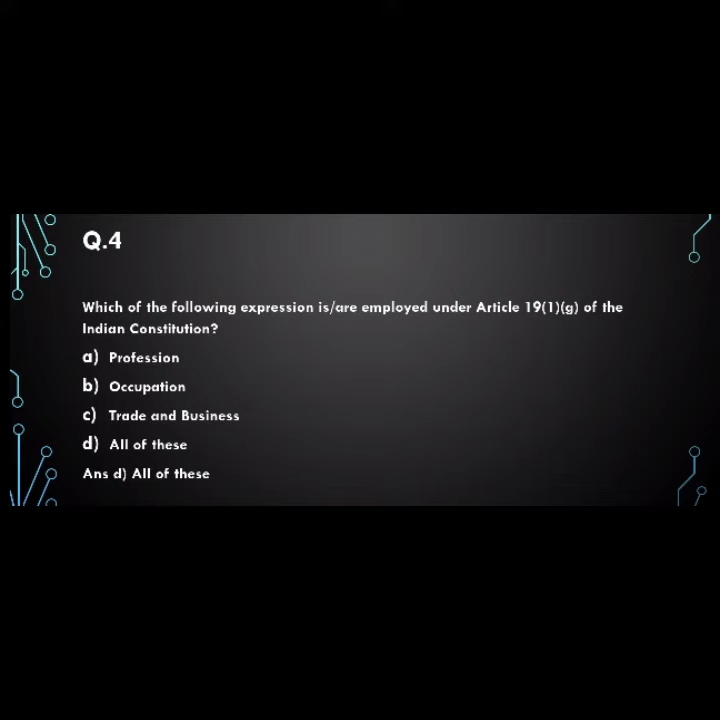 Q.4
Which of the following expression is/are employed under Article 19(1)(g) of the
Indian Constitution?
a) Profession
b) Occupation
c) Trade and Business
d) All of these
Ans d) All of these